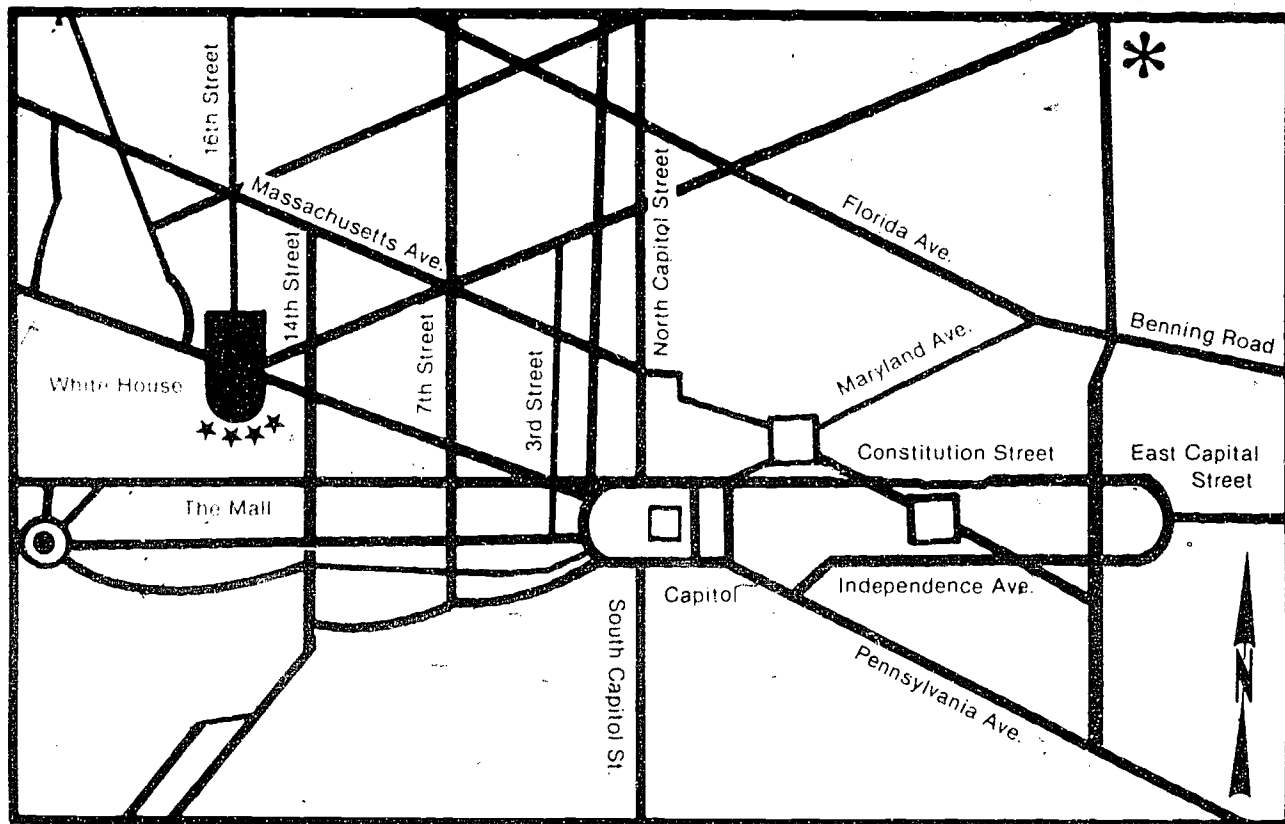 16th Street
Massachusetts Ave.
14th Street
7th Street
3rd Street
North Capitol Street
Florida Ave.
Maryland Ave.
Benning Road
White House
Constitution Street
East Capital
Street
The Mall
Capitol
Independence Ave.
South Capitol St.
Pennsylvania Ave.
N